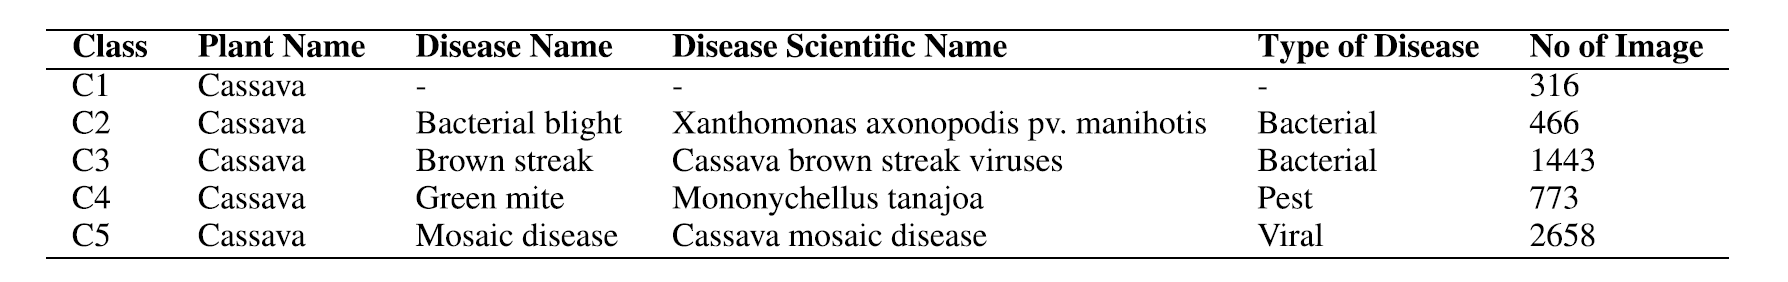 Class Plant Name Disease Name Disease Scientific Name Type of Disease No of Image
C1 Cassava - - - 316
C2 Cassava Bacterial blight Xanthomonas axonopodis pv. manihotis Bacterial 466
C3 Cassava Brown streak Cassava brown streak viruses Bacterial 1443
C4 Cassava Green mite Mononychellus tanajoa Pest 773
C5 Cassava Mosaic disease Cassava mosaic disease Viral 2658